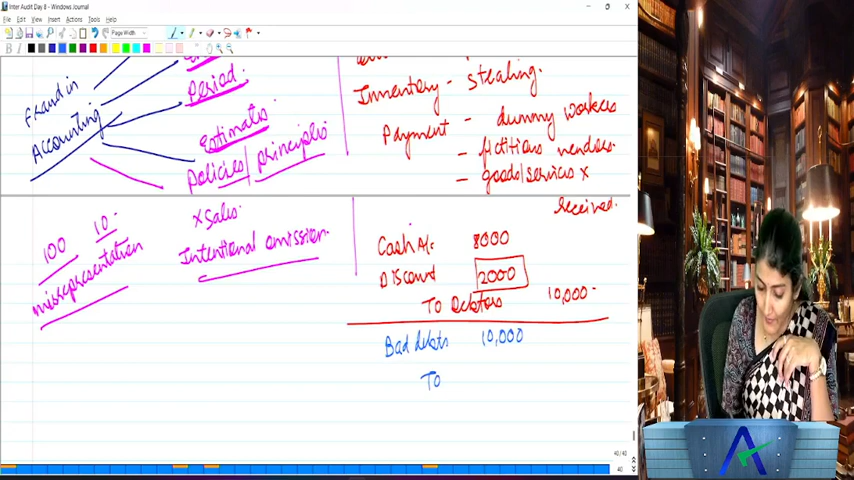 Inter Audit Day 8 - Windows Journal
File Edit View Insert Actions Tools Help
Page Width
B
Fraud in
Accounting
Period
Estimates
Policies/principles
Inventory - stealing.
Payment - dummy workers
- fictitious vendors
- goods/services x
received.
100 10-
misrepresentation
x Sales
Intentional omission.
Cash A/c 8000
Discount 2000
To Debtors 10,000-
Bad debts 10,000
To
40/40
40